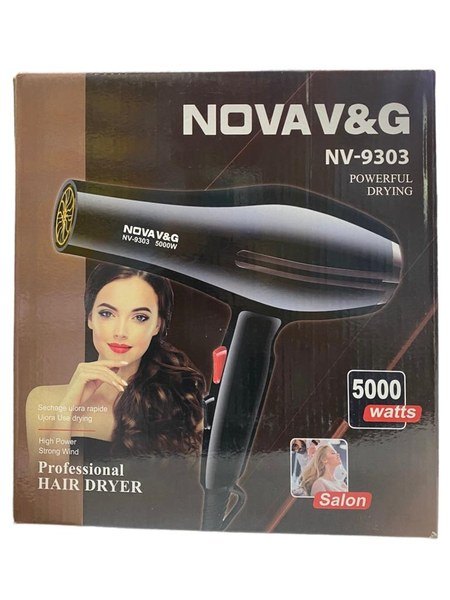 NOVA V&G
NV-9303
POWERFUL
DRYING
NOVA V&G
NV-9303 5000W
5000
watts
Sechage ulora rapide
Ujora Use drying
High Power
Strong Wind
Professional
HAIR DRYER
Salon